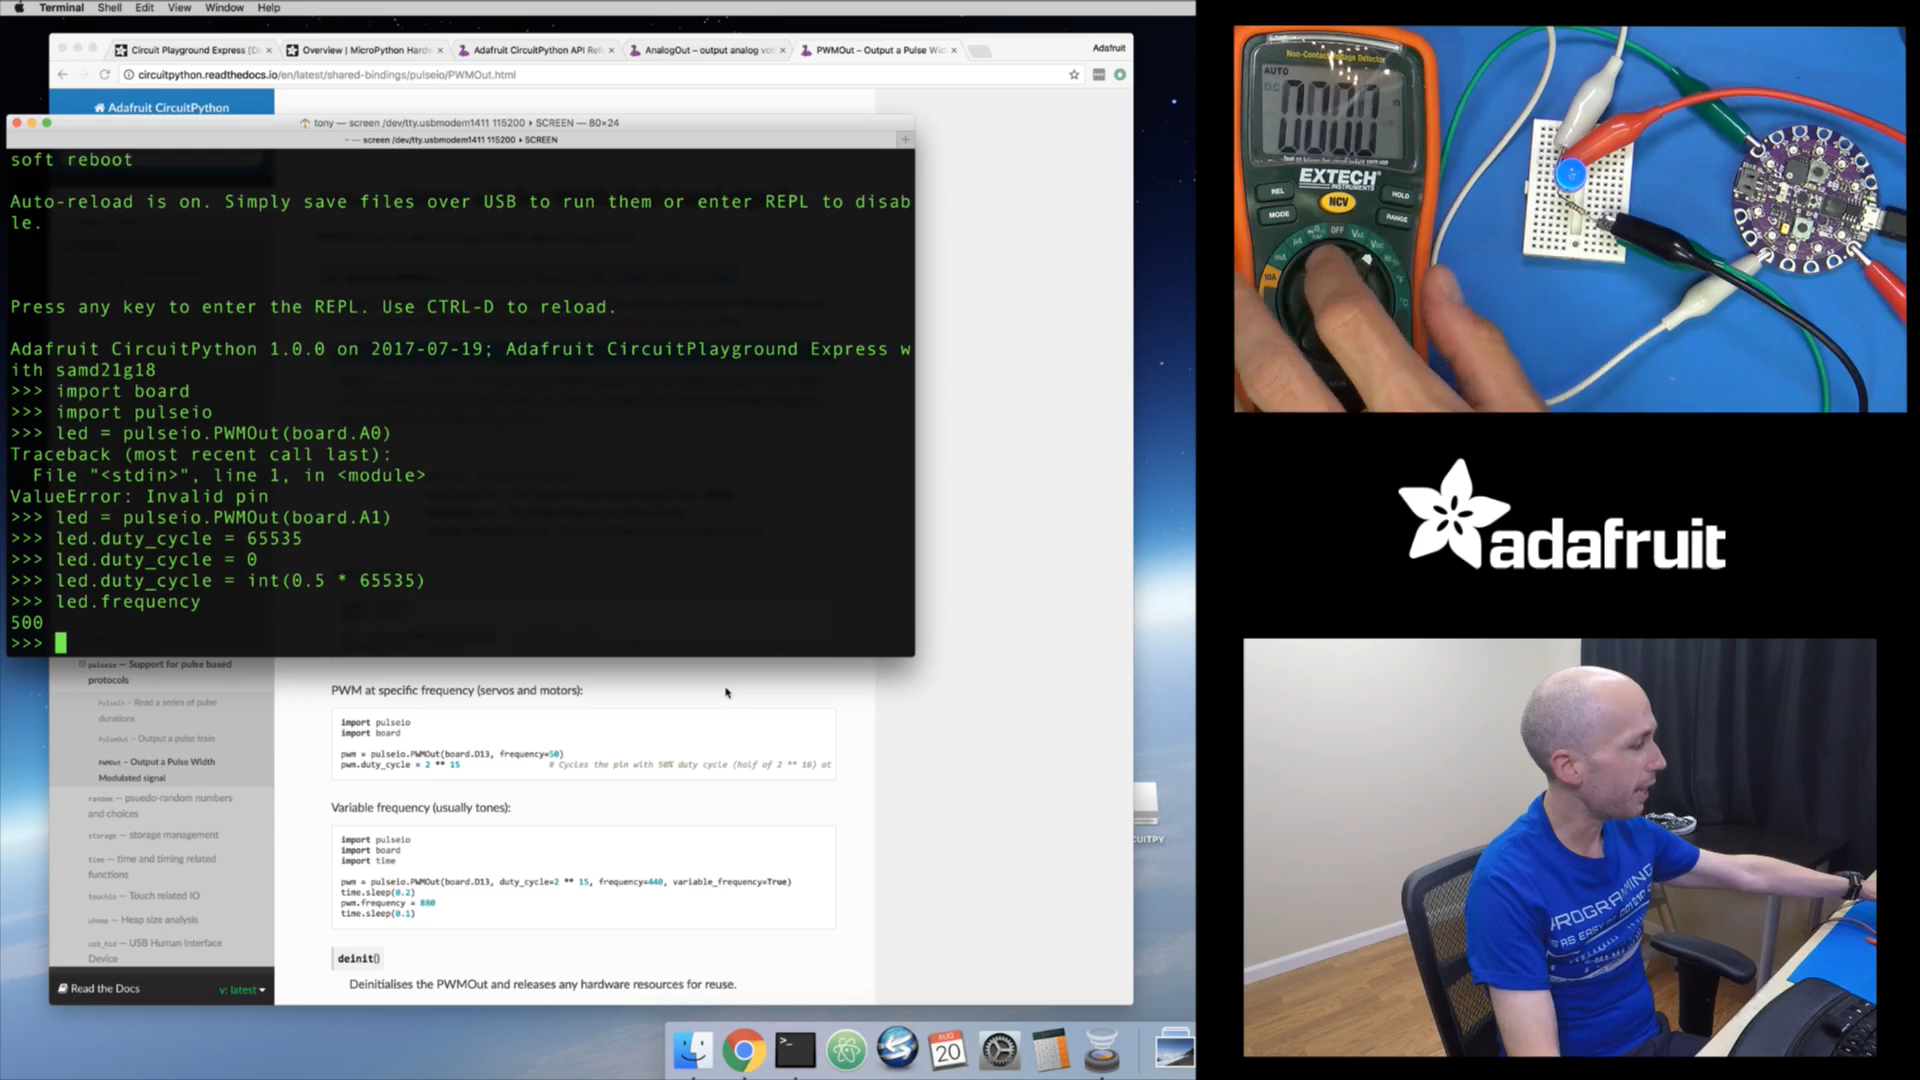 Terminal Shell Edit View Window Help
Circuit Playground Express [D
Overview | MicroPython Hardw
Adafruit CircuitPython API Ref
AnalogOut – output analog vol
PWMOut – Output a Pulse Wid
Adafruit
circuitpython.readthedocs.io/en/latest/shared-bindings/pulseio/PWMOut.html
Adafruit CircuitPython
tony — screen /dev/tty.usbmodem1411 115200 ▸ SCREEN — 80×24
~ — screen /dev/tty.usbmodem1411 115200 ▸ SCREEN
soft reboot
Auto-reload is on. Simply save files over USB to run them or enter REPL to disab
le.
Press any key to enter the REPL. Use CTRL-D to reload.
Adafruit CircuitPython 1.0.0 on 2017-07-19; Adafruit CircuitPlayground Express w
ith samd21g18
>>> import board
>>> import pulseio
>>> led = pulseio.PWMOut(board.A0)
Traceback (most recent call last):
File "<stdin>", line 1, in <module>
ValueError: Invalid pin
>>> led = pulseio.PWMOut(board.A1)
>>> led.duty_cycle = 65535
>>> led.duty_cycle = 0
>>> led.duty_cycle = int(0.5 * 65535)
>>> led.frequency
500
>>>
pulseio — Support for pulse based
protocols
PulseIn – Read a series of pulse
durations
PulseOut – Output a pulse train
PWMOut – Output a Pulse Width
Modulated signal
random — psuedo-random numbers
and choices
storage — storage management
time — time and timing related
functions
touchio — Touch related IO
uheap — Heap size analysis
usb_hid — USB Human Interface
Device
Read the Docs
v: latest
PWM at specific frequency (servos and motors):
import pulseio
import board
pwm = pulseio.PWMOut(board.D13, frequency=50)
pwm.duty_cycle = 2 ** 15 # Cycles the pin with 50% duty cycle (half of 2 ** 16) at
Variable frequency (usually tones):
import pulseio
import board
import time
pwm = pulseio.PWMOut(board.D13, duty_cycle=2 ** 15, frequency=440, variable_frequency=True)
time.sleep(0.2)
pwm.frequency = 880
time.sleep(0.1)
deinit()
Deinitialises the PWMOut and releases any hardware resources for reuse.
CUITPY
AUG
20
Non-Contact Voltage Detector
AUTO
DC
EXTECH
INSTRUMENTS
REL
HOLD
NCV
MODE
RANGE
OFF
mA
10A
adafruit
PROGRAMMING
IS AS EASY AS